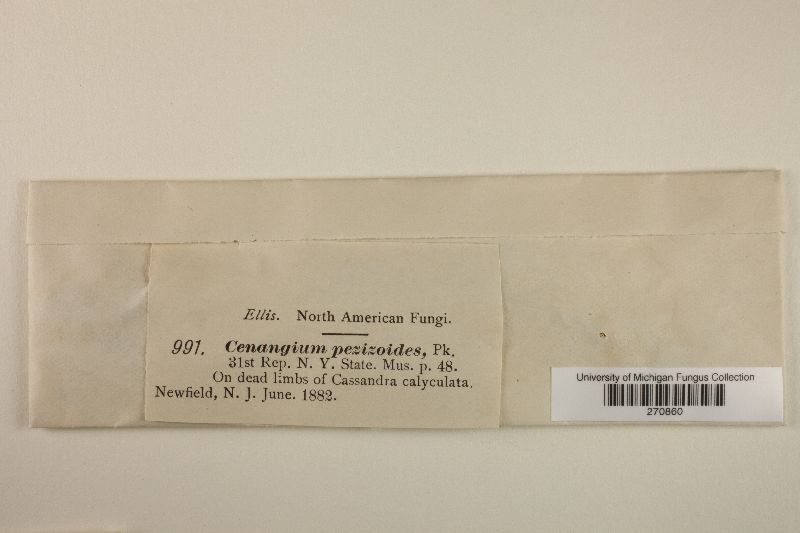 Ellis. North American Fungi.
991. Cenangium pezizoides, Pk.
31st Rep. N. Y. State. Mus. p. 48.
On dead limbs of Cassandra calyculata.
Newfield, N. J. June. 1882.
University of Michigan Fungus Collection
270860